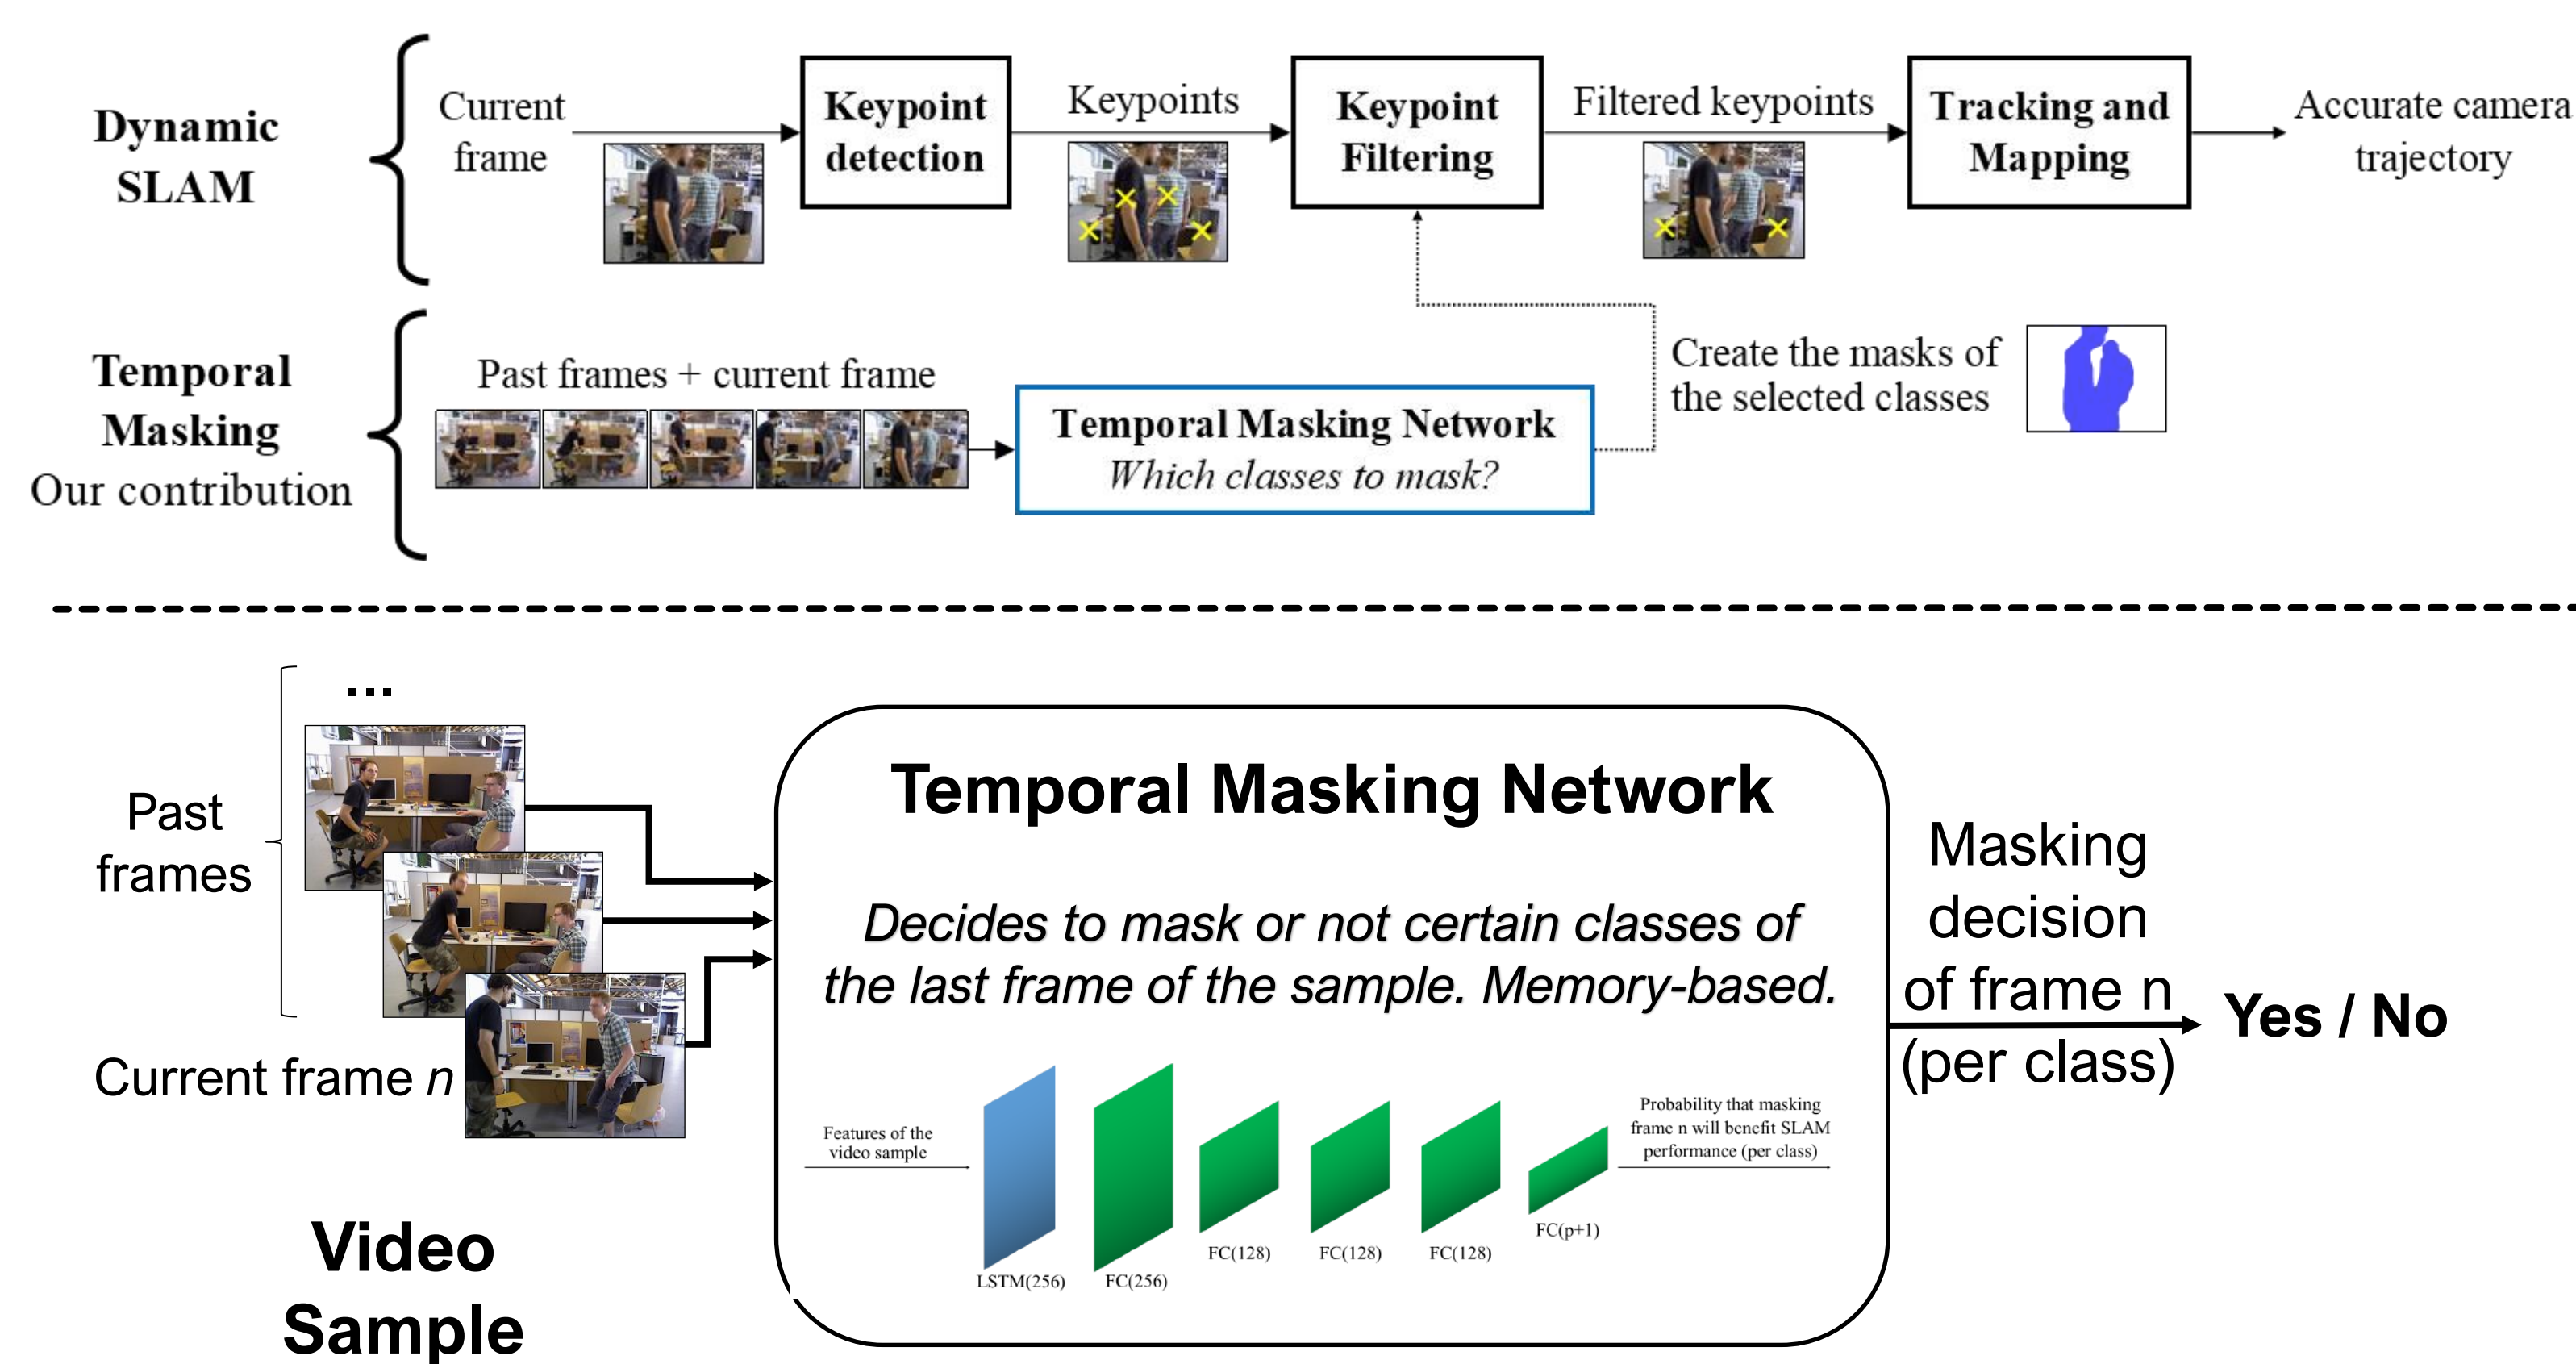 Dynamic
SLAM
Current
frame
Keypoint
detection
Keypoints
Keypoint
Filtering
Filtered keypoints
Tracking and
Mapping
Accurate camera
trajectory
Temporal
Masking
Our contribution
Past frames + current frame
Temporal Masking Network
Which classes to mask?
Create the masks of
the selected classes
...
Past
frames
Current frame n
Video
Sample
Temporal Masking Network
Decides to mask or not certain classes of
the last frame of the sample. Memory-based.
Features of the
video sample
LSTM(256)
FC(256)
FC(128)
FC(128)
FC(128)
FC(p+1)
Probability that masking
frame n will benefit SLAM
performance (per class)
Masking
decision
of frame n
(per class)
Yes / No